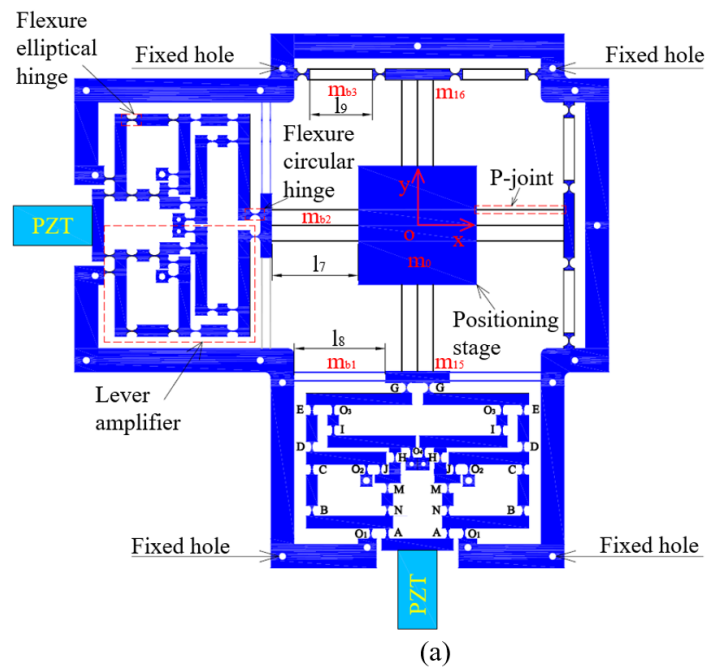 Flexure
elliptical
hinge
Fixed hole
Fixed hole
m_b3
m_16
l_9
Flexure
circular
hinge
P-joint
y
PZT
m_b2
o
x
m_0
l_7
Positioning
stage
l_8
m_b1
m_15
Lever
amplifier
G G
E O_3 O_3 E
I I
D O_4 D
H H
C O_2 J J O_2 C
M M
B N N B
O_1 A A O_1
Fixed hole
Fixed hole
PZT
(a)